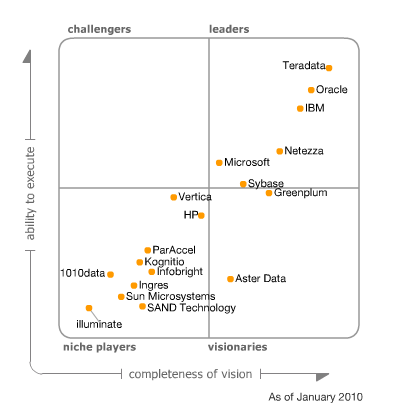 challengers
leaders
Teradata
Oracle
IBM
Netezza
Microsoft
Sybase
Greenplum
Vertica
HP
ParAccel
Kognitio
Infobright
1010data
Aster Data
Ingres
Sun Microsystems
SAND Technology
illuminate
niche players
visionaries
ability to execute
completeness of vision
As of January 2010